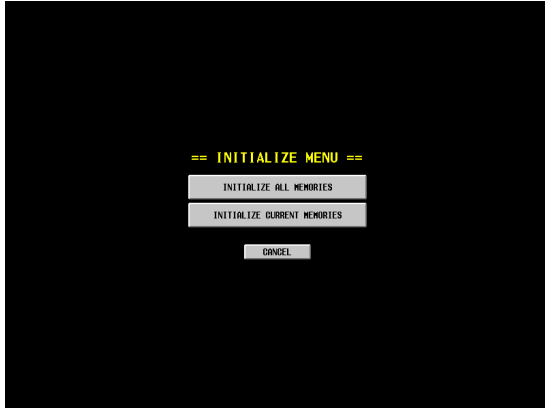 == INITIALIZE MENU ==
INITIALIZE ALL MEMORIES
INITIALIZE CURRENT MEMORIES
CANCEL